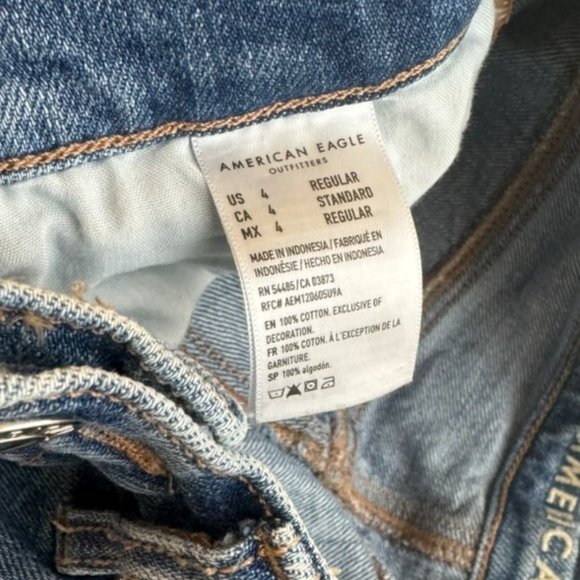 AMERICAN EAGLE
OUTFITTERS
US 4 REGULAR
CA 4 STANDARD
MX 4 REGULAR
MADE IN INDONESIA / FABRIQUÉ EN
INDONÉSIE / HECHO EN INDONESIA
RN 54485/CA 03873
RFC# AEM120605U9A
EN 100% COTTON. EXCLUSIVE OF
DECORATION.
FR 100% COTON. À L'EXCEPTION DE LA
GARNITURE.
SP 100% algodón.